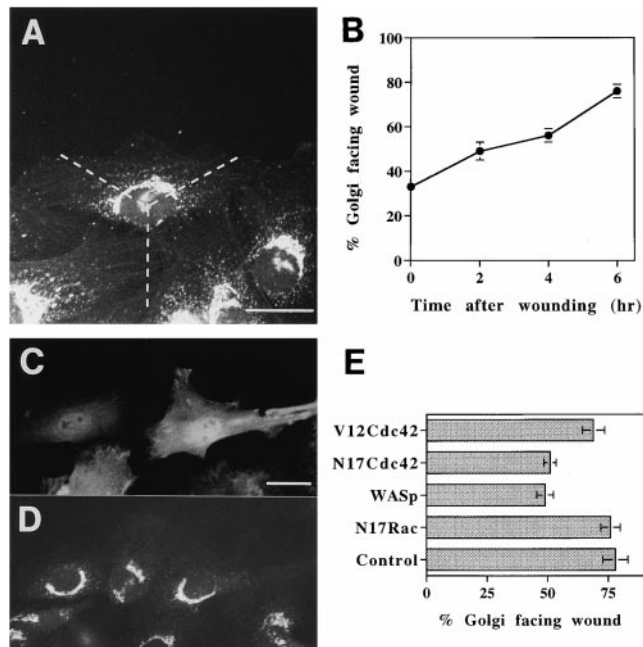 A
B
% Golgi facing wound
100
80
60
40
20
0
0 2 4 6
Time after wounding (hr)
C
D
E
V12Cdc42
N17Cdc42
WASp
N17Rac
Control
0 25 50 75
% Golgi facing wound